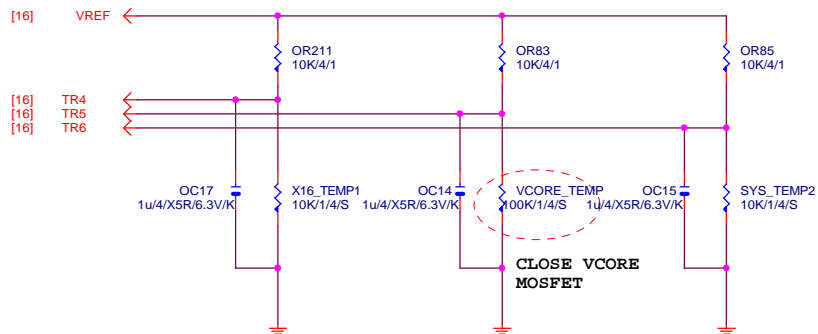 [16] VREF
OR211
10K/4/1
OR83
10K/4/1
OR85
10K/4/1
[16] TR4
[16] TR5
[16] TR6
OC17
1u/4/X5R/6.3V/K
X16_TEMP1
10K/1/4/S
OC14
1u/4/X5R/6.3V/K
VCORE_TEMP
100K/1/4/S
OC15
1u/4/X5R/6.3V/K
SYS_TEMP2
10K/1/4/S
CLOSE VCORE
MOSFET